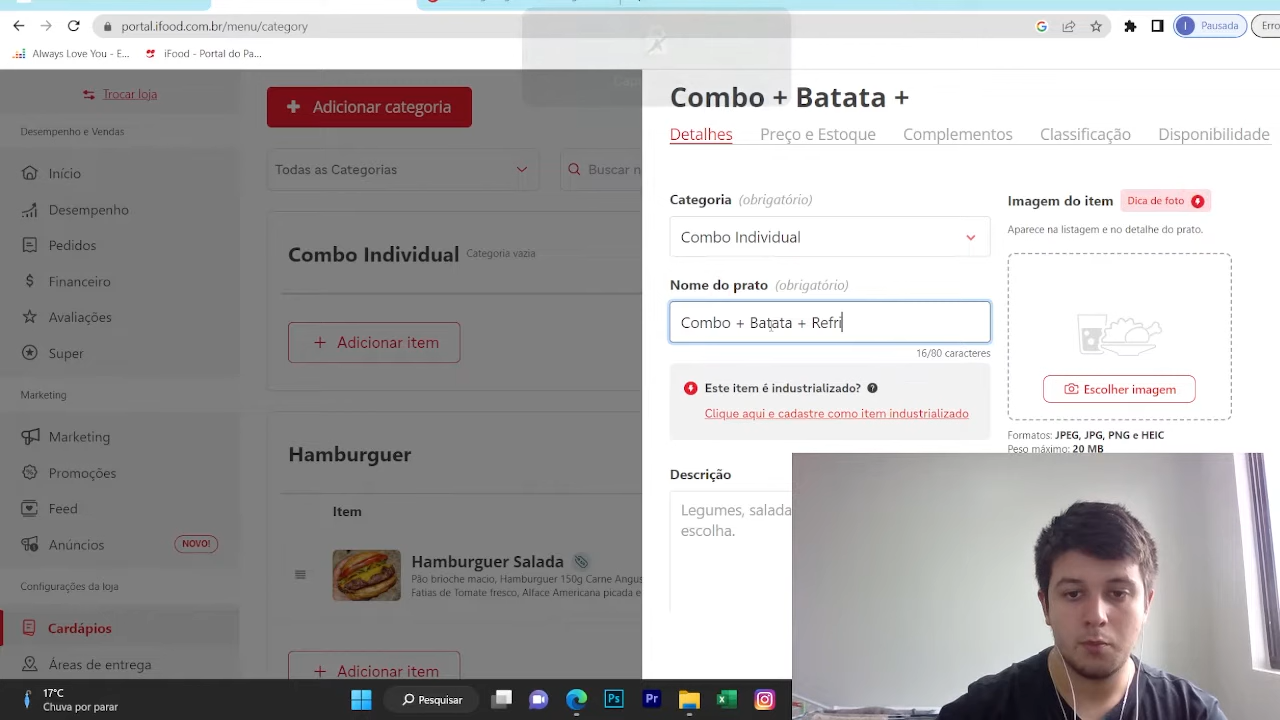 portal.ifood.com.br/menu/category
Pausada
Erro
Always Love You - E...
iFood - Portal do Pa...
Trocar loja
Desempenho e Vendas
Início
Desempenho
Pedidos
Financeiro
Avaliações
Super
Marketing
Marketing
Promoções
Feed
Anúncios
NOVO!
Configurações da loja
Cardápios
Áreas de entrega
+ Adicionar categoria
Todas as Categorias
Buscar n
Combo Individual Categoria vazia
+ Adicionar item
Hamburguer
Item
Hamburguer Salada
Pão brioche macio, Hamburguer 150g Carne Angus
Fatias de Tomate fresco, Alface Americana picada e
+ Adicionar item
Combo + Batata +
Detalhes Preço e Estoque Complementos Classificação Disponibilidade
Categoria (obrigatório)
Combo Individual
Nome do prato (obrigatório)
Combo + Batata + Refri
16/80 caracteres
Este item é industrializado?
Clique aqui e cadastre como item industrializado
Descrição
Legumes, salada
escolha.
Imagem do item
Dica de foto
Aparece na listagem e no detalhe do prato.
Escolher imagem
Formatos: JPEG, JPG, PNG e HEIC
Peso máximo: 20 MB
17°C
Chuva por parar
Pesquisar
Ps
Pr